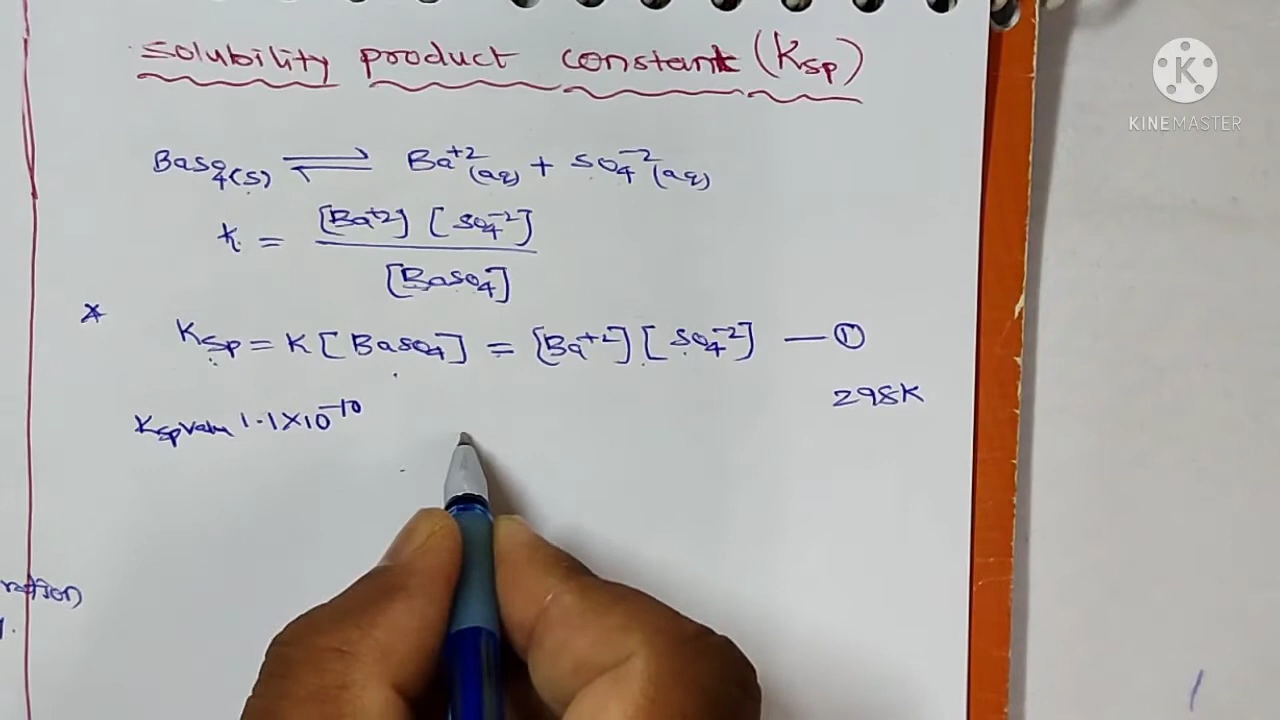 solubility product constant (Ksp)
K
KINEMASTER
BaSO4(s) ⇌ Ba+2(aq) + SO4-2(aq)
K = [Ba+2] [SO4-2]
[BaSO4]
* Ksp = K [BaSO4] = [Ba+2] [SO4-2] — ①
298K
Ksp valu 1.1×10-10